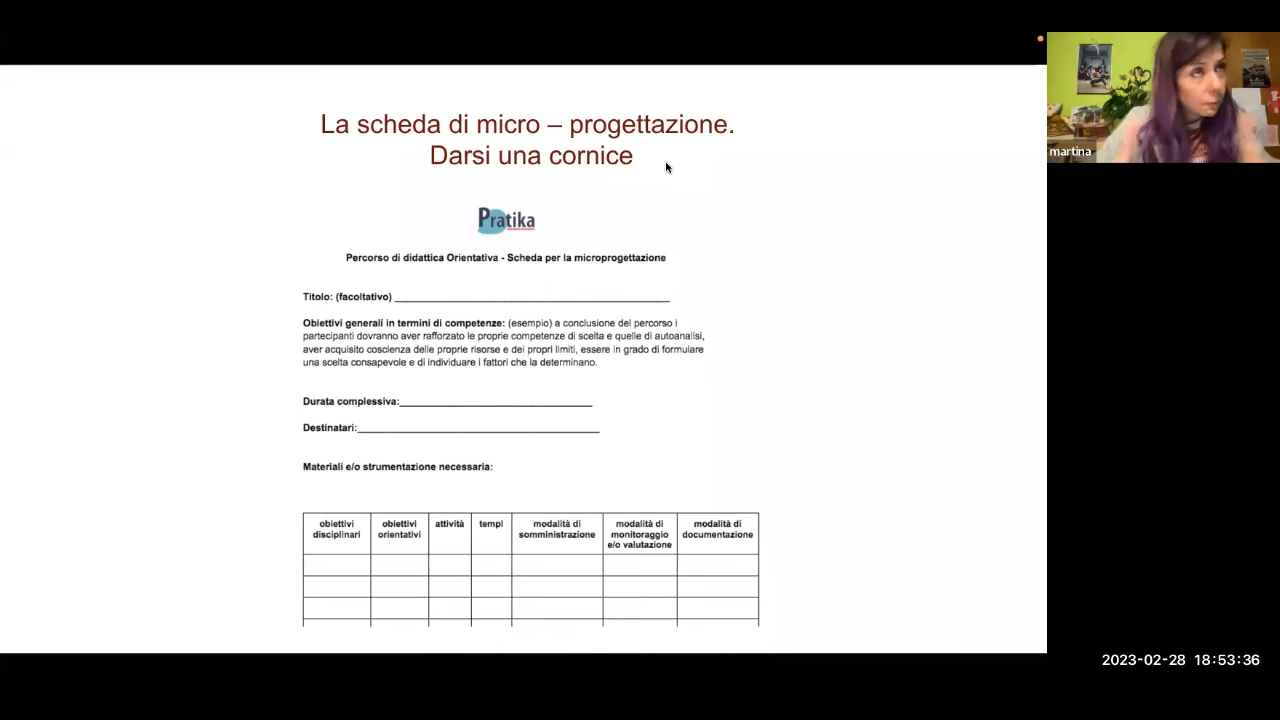 La scheda di micro – progettazione.
Darsi una cornice
martina
Pratika
Percorso di didattica Orientativa - Scheda per la microprogettazione
Titolo: (facoltativo) ______________________________________________
Obiettivi generali in termini di competenze: (esempio) a conclusione del percorso i
partecipanti dovranno aver rafforzato le proprie competenze di scelta e quelle di autoanalisi,
aver acquisito coscienza delle proprie risorse e dei propri limiti, essere in grado di formulare
una scelta consapevole e di individuare i fattori che la determinano.
Durata complessiva:________________________________
Destinatari:________________________________________
Materiali e/o strumentazione necessaria:
obiettivi disciplinari
obiettivi orientativi
attività
tempi
modalità di somministrazione
modalità di monitoraggio e/o valutazione
modalità di documentazione
2023-02-28 18:53:36